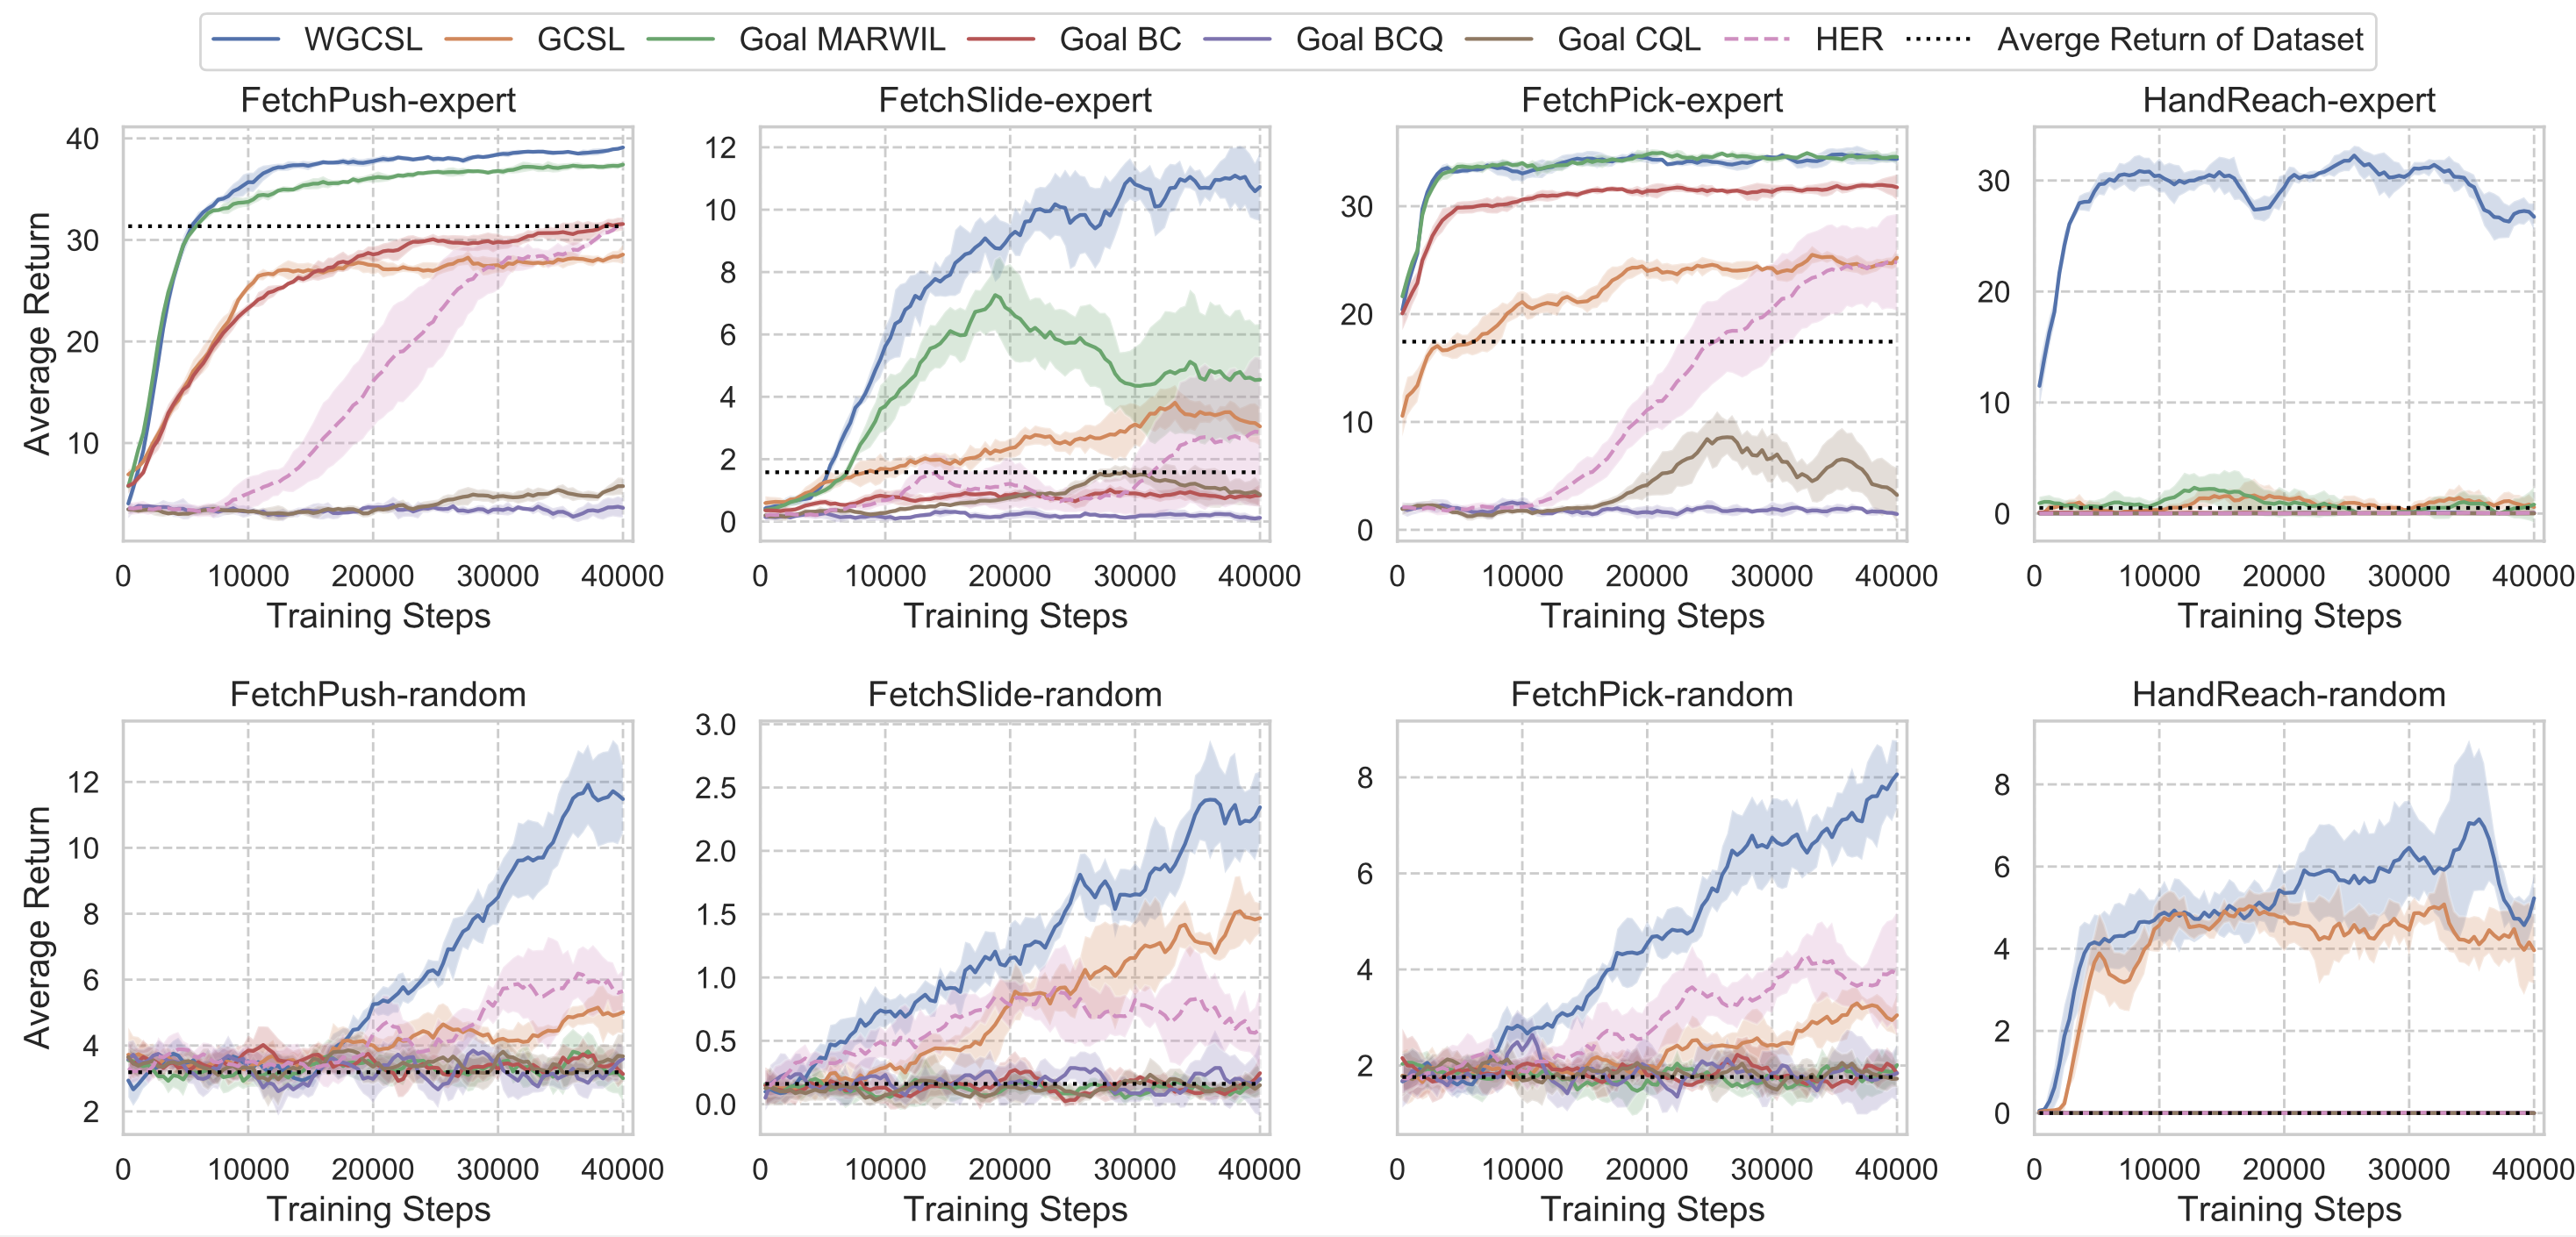 WGCSL GCSL Goal MARWIL Goal BC Goal BCQ Goal CQL HER Averge Return of Dataset
FetchPush-expert
40
30
20
10
Average Return
0 10000 20000 30000 40000
Training Steps
FetchSlide-expert
12
10
8
6
4
2
0
0 10000 20000 30000 40000
Training Steps
FetchPick-expert
30
20
10
0
0 10000 20000 30000 40000
Training Steps
HandReach-expert
30
20
10
0
0 10000 20000 30000 40000
Training Steps
FetchPush-random
12
10
8
6
4
2
Average Return
0 10000 20000 30000 40000
Training Steps
FetchSlide-random
3.0
2.5
2.0
1.5
1.0
0.5
0.0
0 10000 20000 30000 40000
Training Steps
FetchPick-random
8
6
4
2
0 10000 20000 30000 40000
Training Steps
HandReach-random
8
6
4
2
0
0 10000 20000 30000 40000
Training Steps